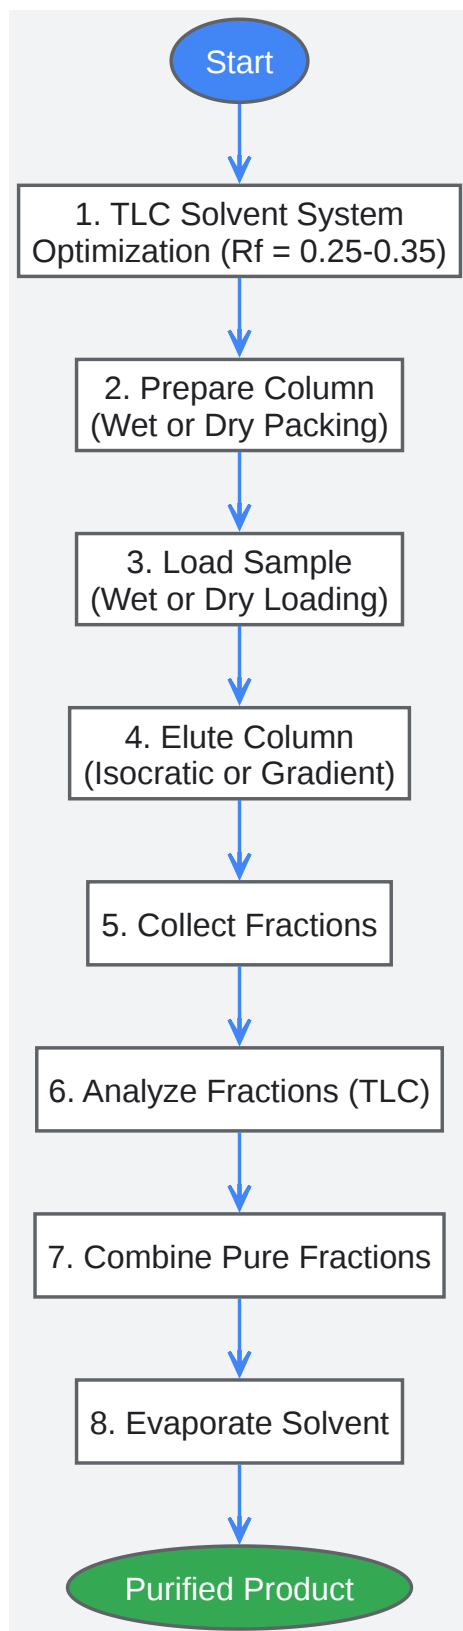 Start
1. TLC Solvent System
Optimization (Rf = 0.25-0.35)
2. Prepare Column
(Wet or Dry Packing)
3. Load Sample
(Wet or Dry Loading)
4. Elute Column
(Isocratic or Gradient)
5. Collect Fractions
6. Analyze Fractions (TLC)
7. Combine Pure Fractions
8. Evaporate Solvent
Purified Product